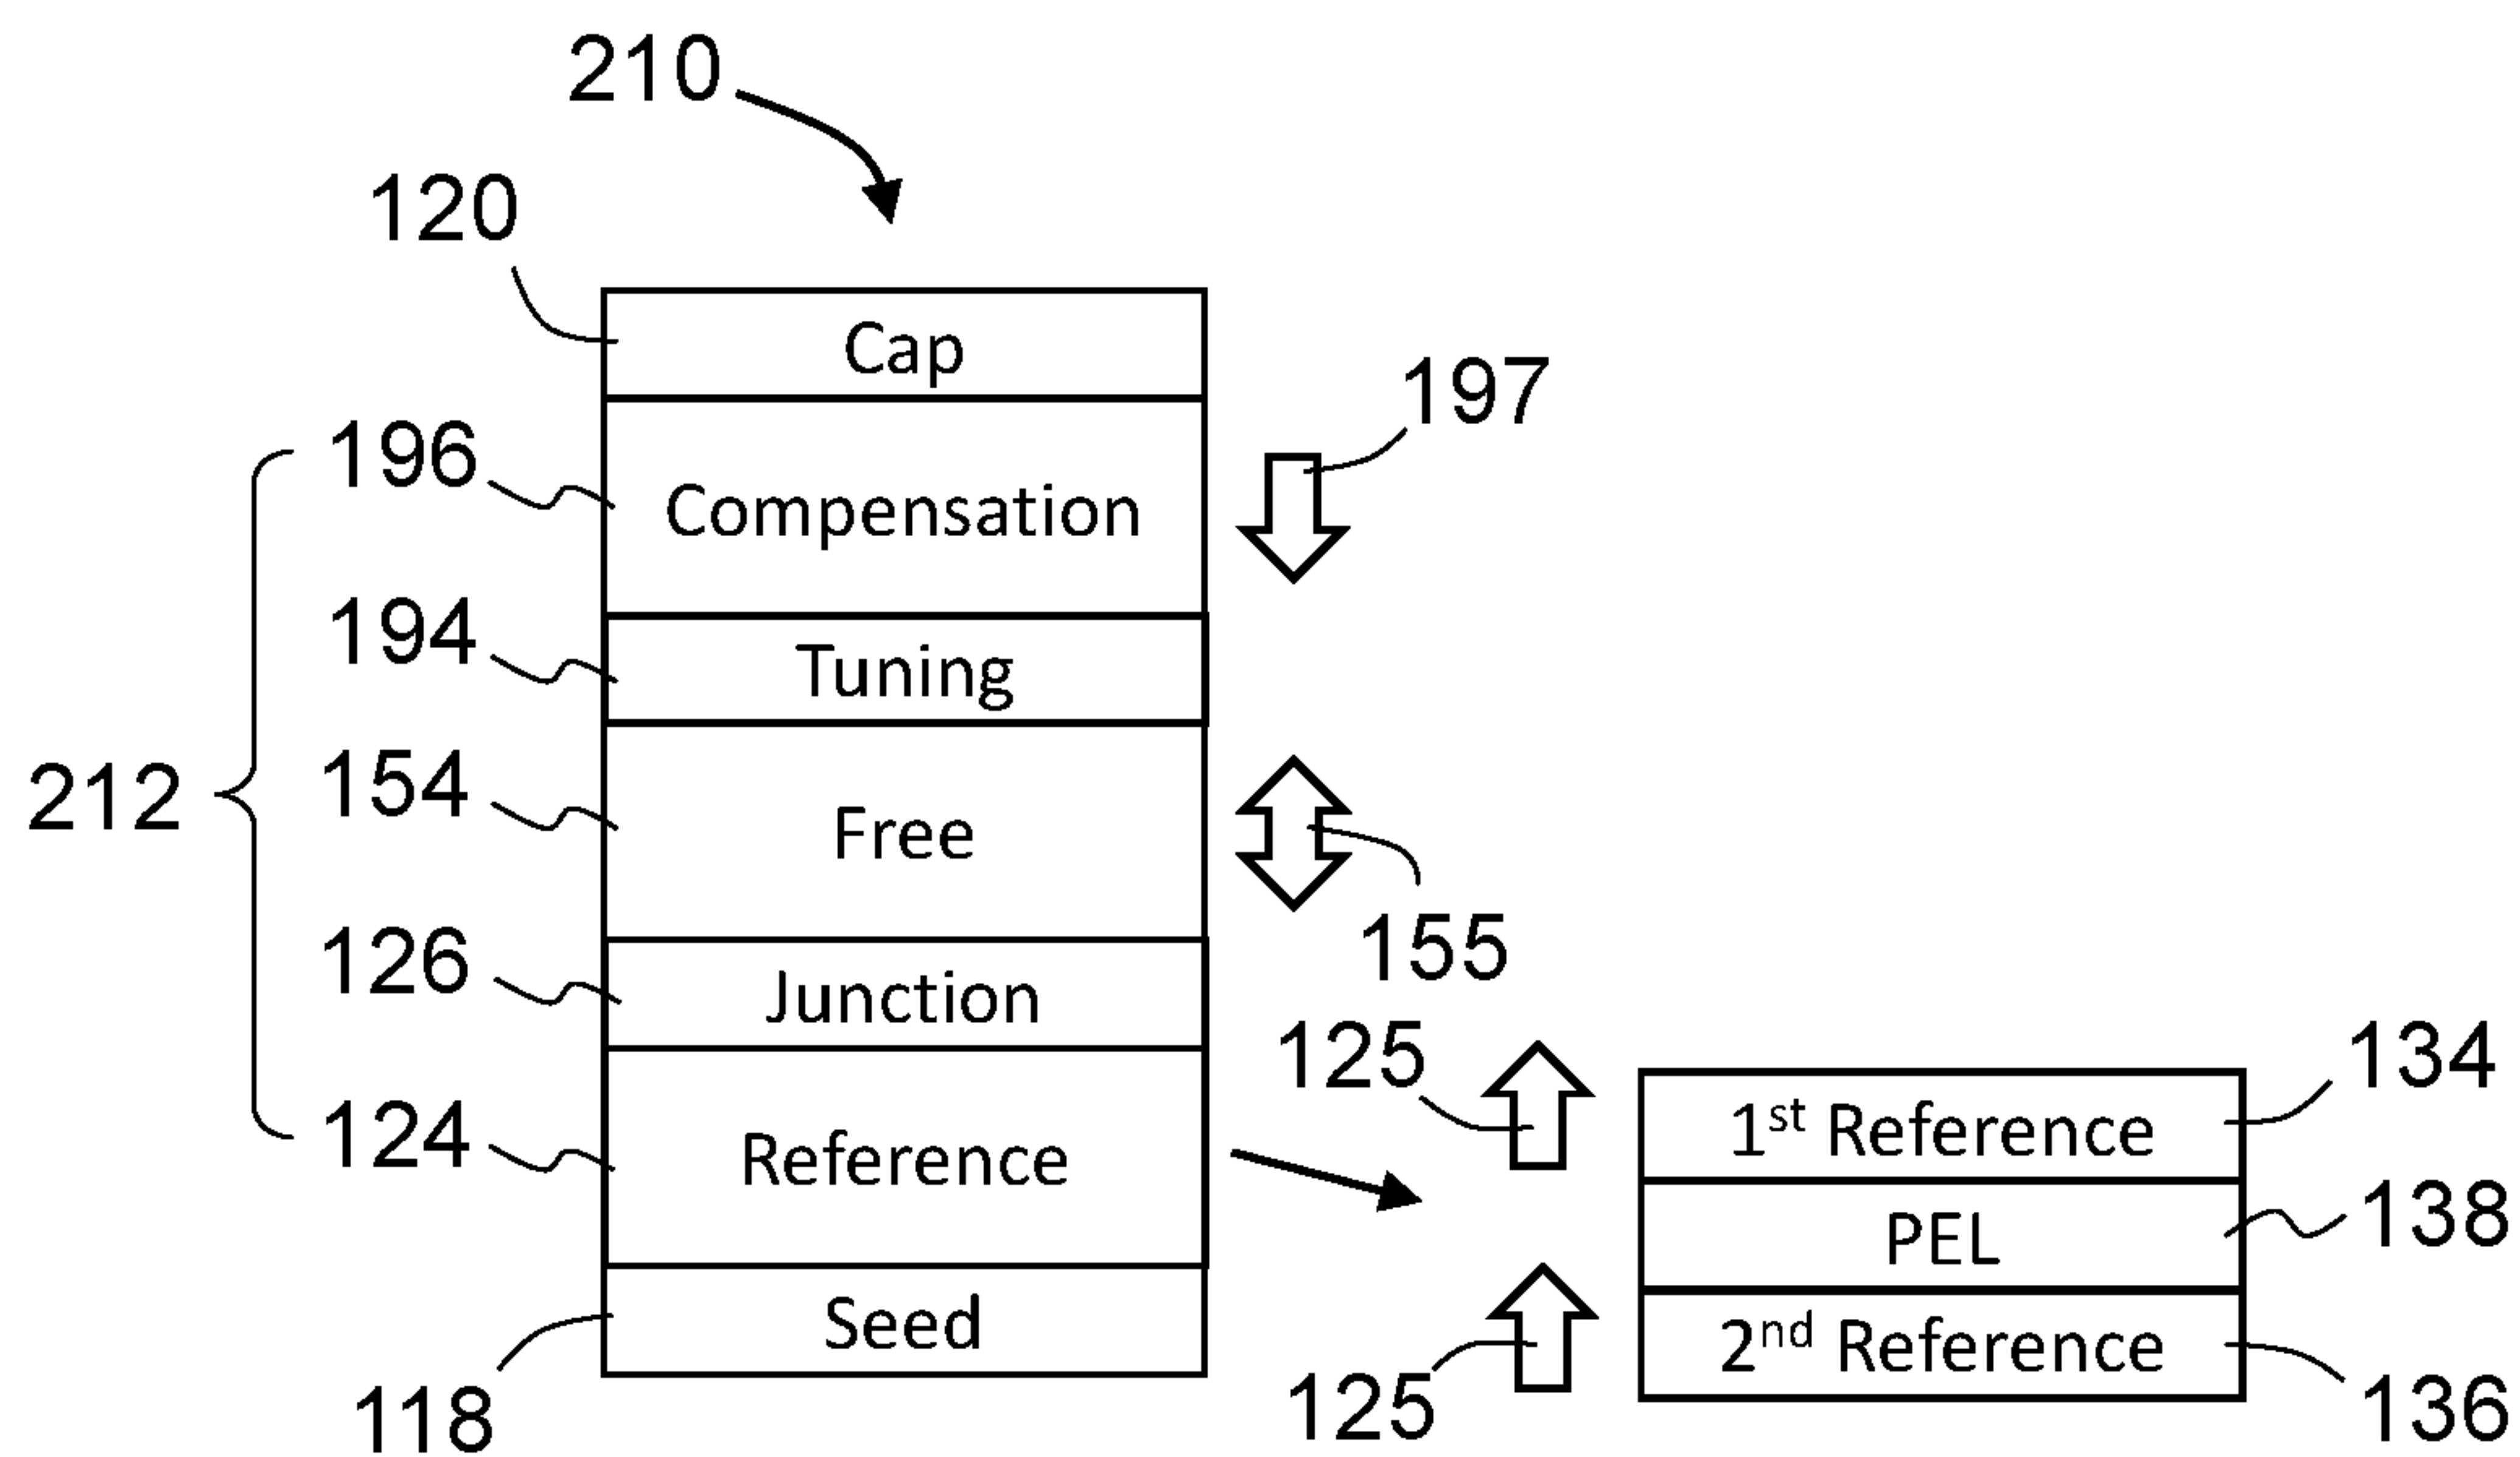 210
120
Cap
197
196
Compensation
194
Tuning
212
154
Free
155
126
Junction
125
134
1st Reference
124
Reference
138
PEL
2nd Reference
Seed
118
125
136